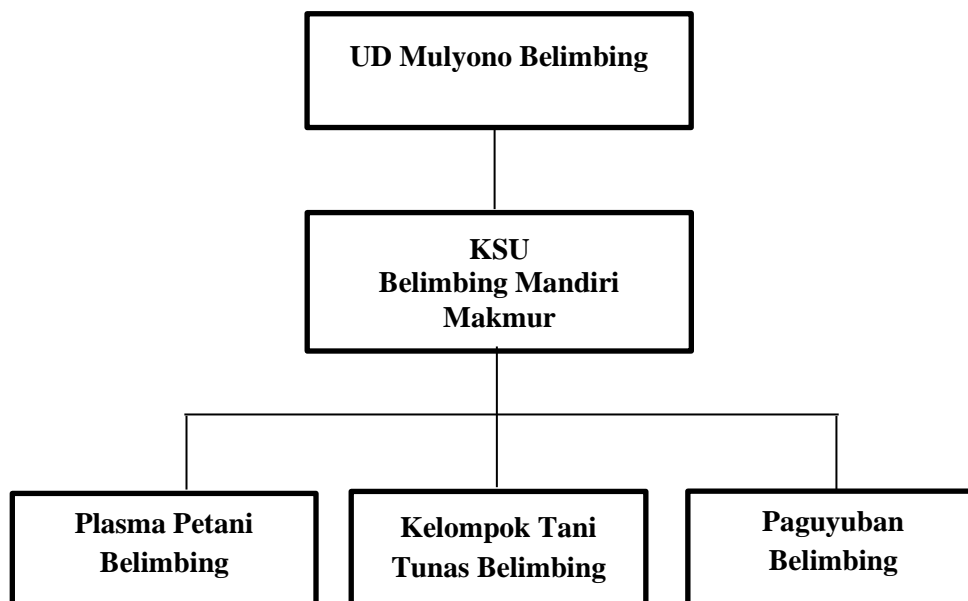 UD Mulyono Belimbing
KSU
Belimbing Mandiri
Makmur
Plasma Petani
Belimbing
Kelompok Tani
Tunas Belimbing
Paguyuban
Belimbing